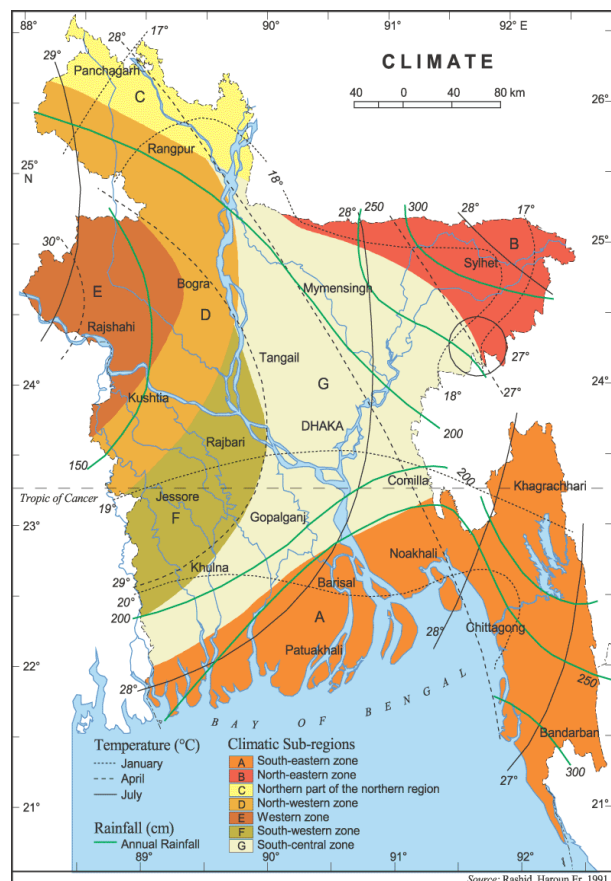 88° 28° 17° 90° 91° 92° E
CLIMATE
29°
Panchagarh
40 0 40 80 km
C
26°
Rangpur
25°
N
18°
28° 250 300 28° 17°
25°
B
Sylhet
30°
E
Bogra
Mymensingh
D
Rajshahi
Tangail
27°
24°
G
18° 27°
24°
Kushtia
DHAKA
200
Rajbari
150
Comilla
200
Tropic of Cancer
Khagrachhari
19°
Jessore
23°
F
Gopalganj
23°
Noakhali
Khulna
29°
20°
Barisal
200
A
Chittagong
28°
Patuakhali
22°
22°
28°
250
BAY OF BENGAL
Bandarban
Temperature (°C)
January
April
July
Rainfall (cm)
Annual Rainfall
Climatic Sub-regions
A South-eastern zone
B North-eastern zone
C Northern part of the northern region
D North-western zone
E Western zone
F South-western zone
G South-central zone
27°
300
21°
21°
89° 90° 91° 92°
Source: Rashid, Haroun Er, 1991